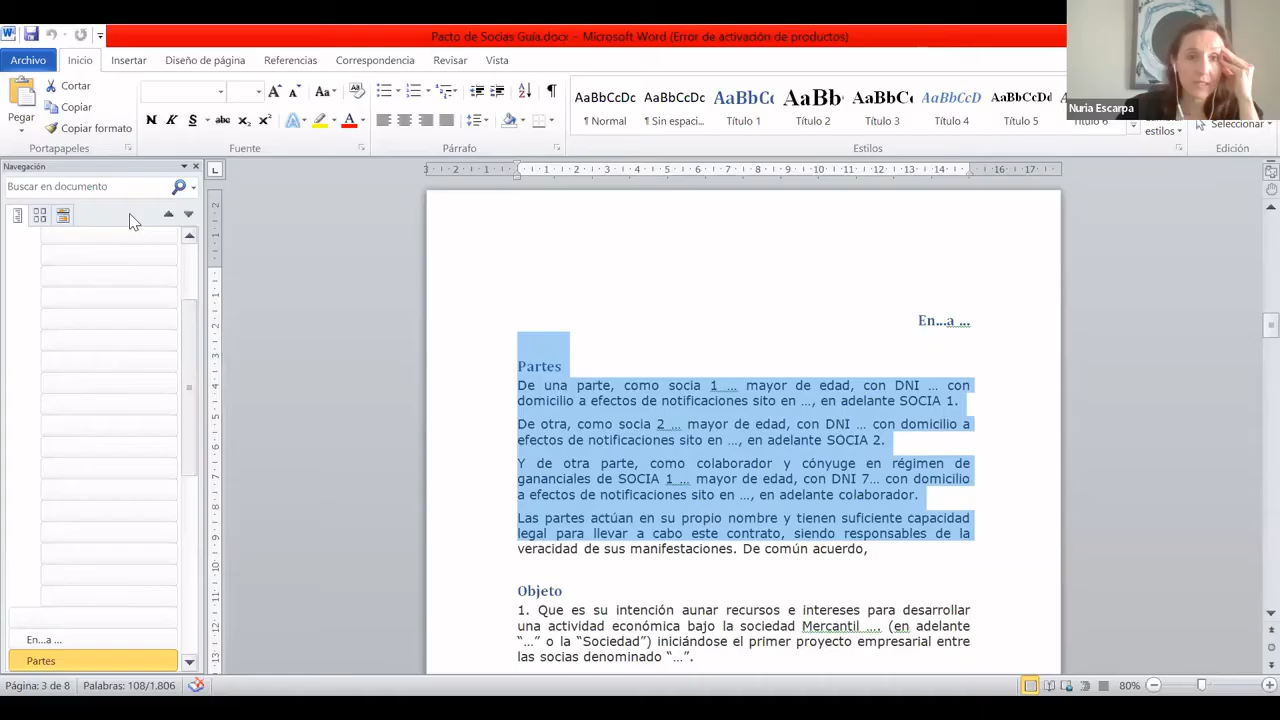 Pacto de Socias Guía.docx - Microsoft Word (Error de activación de productos)
Archivo Inicio Insertar Diseño de página Referencias Correspondencia Revisar Vista
Nuria Escarpa
Pegar
Cortar
Copiar
Copiar formato
Portapapeles
N K S abc x₂ x² Aa
Fuente
Párrafo
AaBbCcDc AaBbCcDc AaBbCc AaBb AaBbCc AaBbCcD AaBbCcDd
¶ Normal ¶ Sin espaci... Título 1 Título 2 Título 3 Título 4 Título 5 Título 6
estilos
Seleccionar
Estilos
Edición
Navegación
Buscar en documento
En...a ...
Partes
En...a ...
Partes
De una parte, como socia 1 ... mayor de edad, con DNI ... con
domicilio a efectos de notificaciones sito en ..., en adelante SOCIA 1.
De otra, como socia 2 ... mayor de edad, con DNI ... con domicilio a
efectos de notificaciones sito en ..., en adelante SOCIA 2.
Y de otra parte, como colaborador y cónyuge en régimen de
gananciales de SOCIA 1 ... mayor de edad, con DNI 7... con domicilio
a efectos de notificaciones sito en ..., en adelante colaborador.
Las partes actúan en su propio nombre y tienen suficiente capacidad
legal para llevar a cabo este contrato, siendo responsables de la
veracidad de sus manifestaciones. De común acuerdo,
Objeto
1. Que es su intención aunar recursos e intereses para desarrollar
una actividad económica bajo la sociedad Mercantil .... (en adelante
“...” o la “Sociedad”) iniciándose el primer proyecto empresarial entre
las socias denominado “...”.
Página: 3 de 8 Palabras: 108/1.806 80%